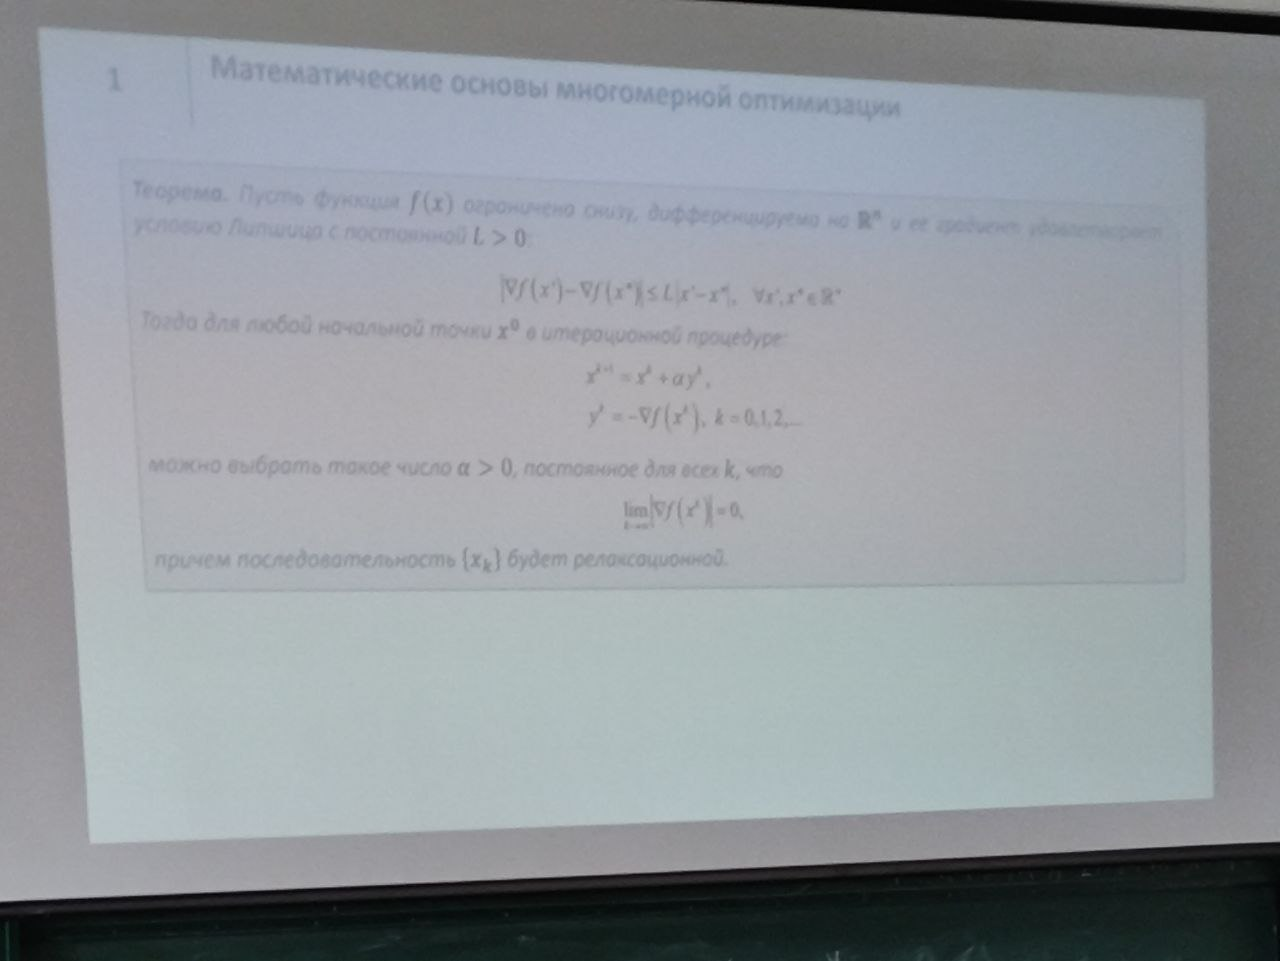 1
Математические основы многомерной оптимизации
Теорема. Пусть функция f(x) ограничена снизу, дифференцируема на ℝⁿ и её градиент удовлетворяет
условию Липшица с постоянной L > 0:
|∇f(x')−∇f(x")| ≤ L|x'−x"|, ∀x',x"∈ℝⁿ
Тогда для любой начальной точки x⁰ в итерационной процедуре:
xᵏ⁺¹ = xᵏ + αyᵏ,
yᵏ = −∇f(xᵏ), k = 0,1,2,...
можно выбрать такое число α > 0, постоянное для всех k, что
lim |∇f(xᵏ)| = 0,
k→∞
причем последовательность {xₖ} будет релаксационной.